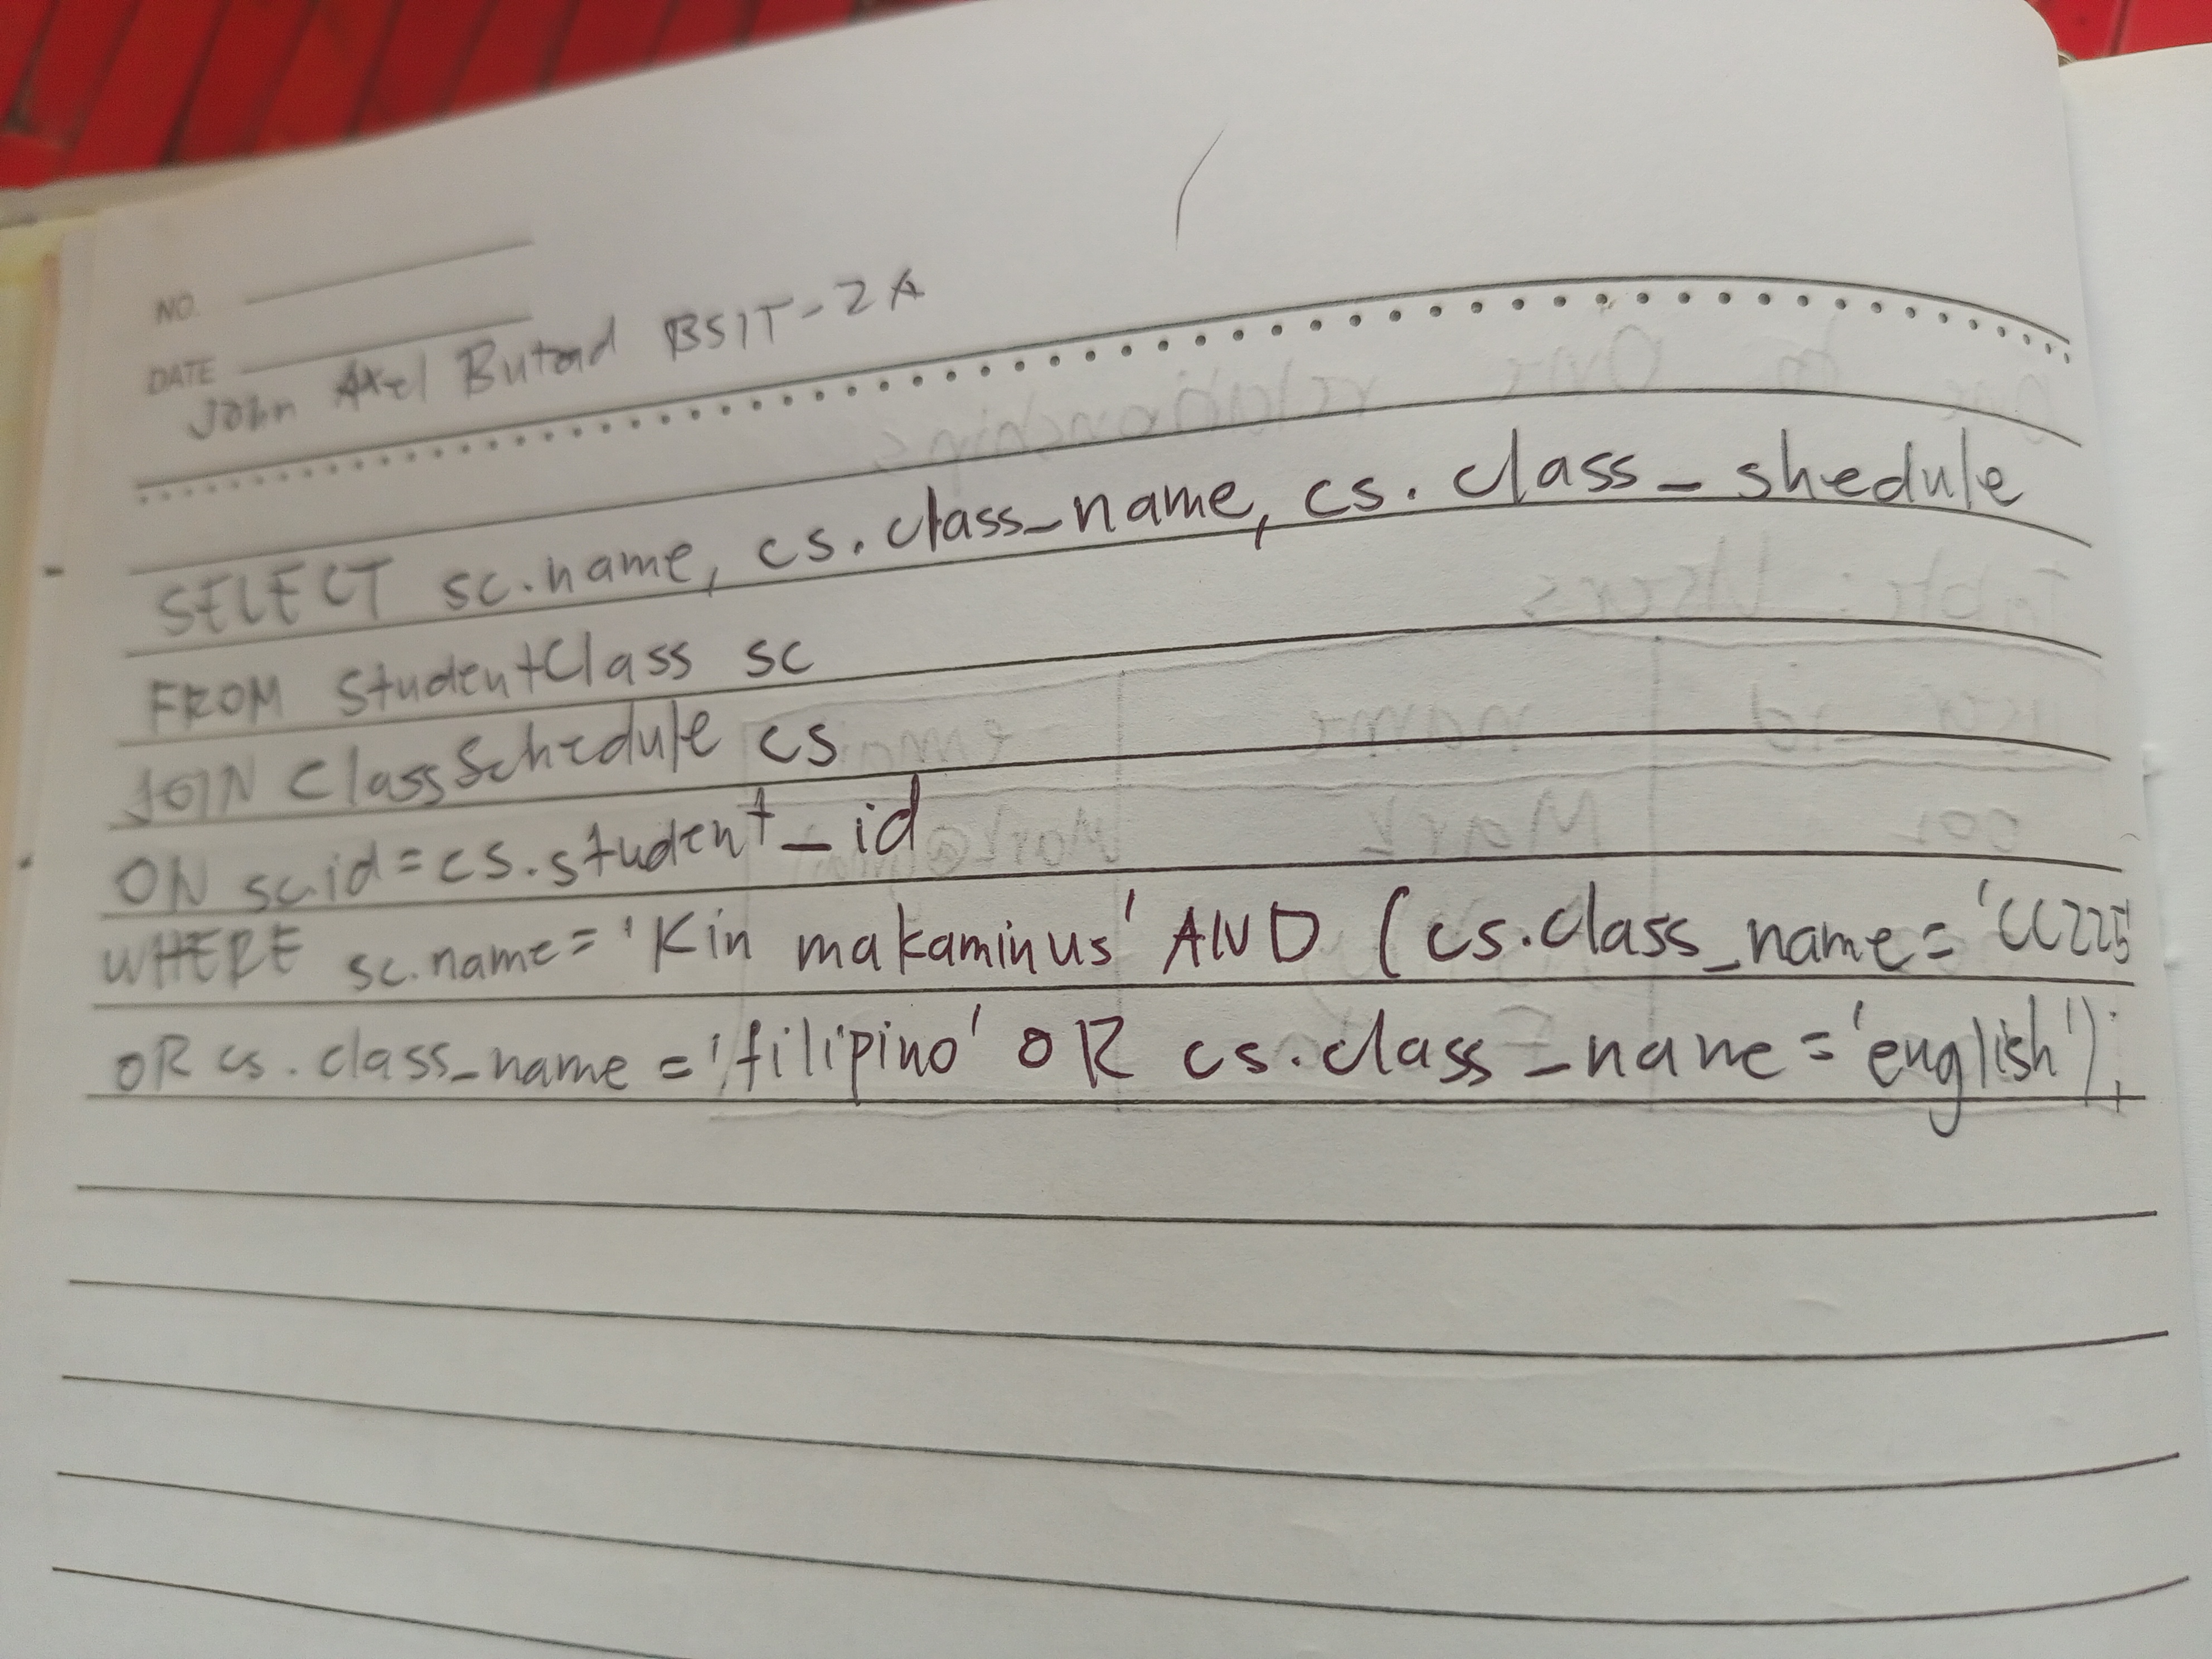 NO.
DATE
John Axel Butad BSIT-2A
SELECT sc.name, cs.class_name, cs.class_shedule
FROM StudentClass sc
JOIN ClassSchedule cs
ON sc.id=cs.student_id
WHERE sc.name='Kin makaminus' AND (cs.class_name='CC225'
OR cs.class_name='filipino' OR cs.class_name='english');